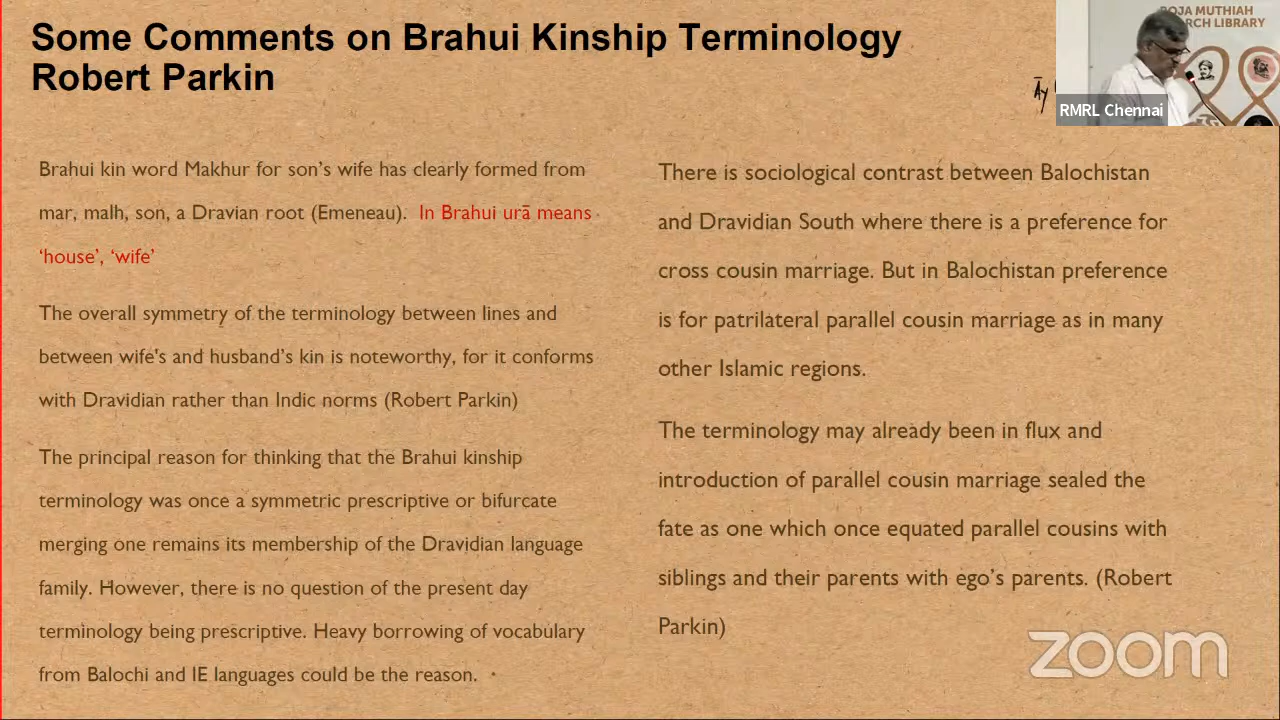 Some Comments on Brahui Kinship Terminology
Robert Parkin
Brahui kin word Makhur for son's wife has clearly formed from
mar, malh, son, a Dravian root (Emeneau). In Brahui urā means
'house', 'wife'
The overall symmetry of the terminology between lines and
between wife's and husband's kin is noteworthy, for it conforms
with Dravidian rather than Indic norms (Robert Parkin)
The principal reason for thinking that the Brahui kinship
terminology was once a symmetric prescriptive or bifurcate
merging one remains its membership of the Dravidian language
family. However, there is no question of the present day
terminology being prescriptive. Heavy borrowing of vocabulary
from Balochi and IE languages could be the reason.
There is sociological contrast between Balochistan
and Dravidian South where there is a preference for
cross cousin marriage. But in Balochistan preference
is for patrilateral parallel cousin marriage as in many
other Islamic regions.
The terminology may already been in flux and
introduction of parallel cousin marriage sealed the
fate as one which once equated parallel cousins with
siblings and their parents with ego's parents. (Robert
Parkin)
Āy
MUTHIAH
LIBRARY
RMRL Chennai
zoom